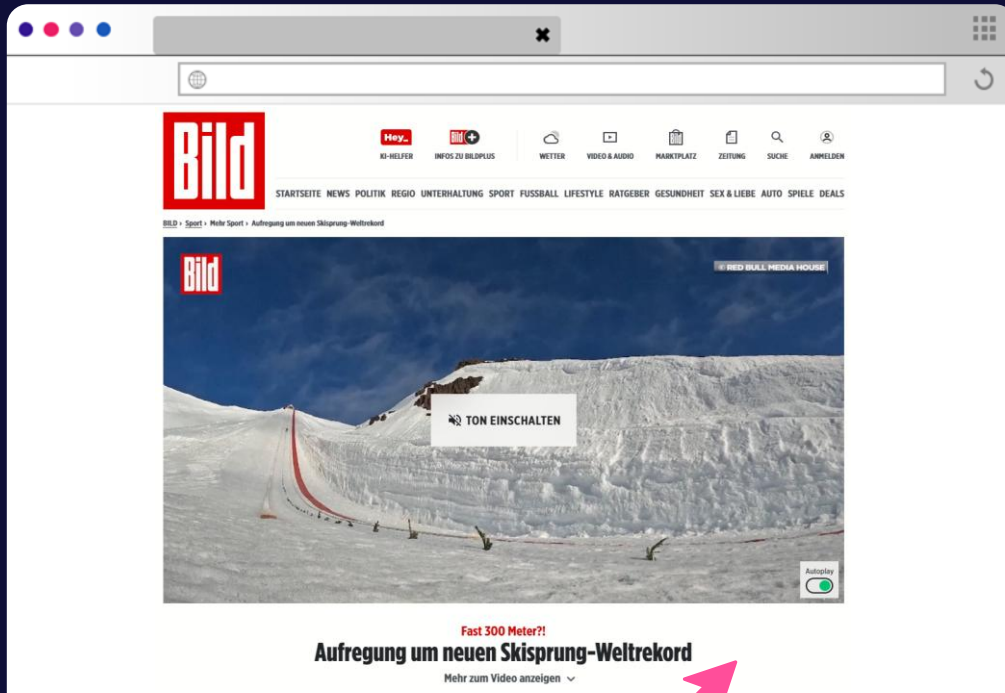 Bild
Hey_
Bild+
KI-HELFER INFOS ZU BILDPLUS WETTER VIDEO & AUDIO MARKTPLATZ ZEITUNG SUCHE ANMELDEN
STARTSEITE NEWS POLITIK REGIO UNTERHALTUNG SPORT FUSSBALL LIFESTYLE RATGEBER GESUNDHEIT SEX & LIEBE AUTO SPIELE DEALS
BILD › Sport › Mehr Sport › Aufregung um neuen Skisprung-Weltrekord
Bild
© RED BULL MEDIA HOUSE
TON EINSCHALTEN
Autoplay
Fast 300 Meter?!
Aufregung um neuen Skisprung-Weltrekord
Mehr zum Video anzeigen